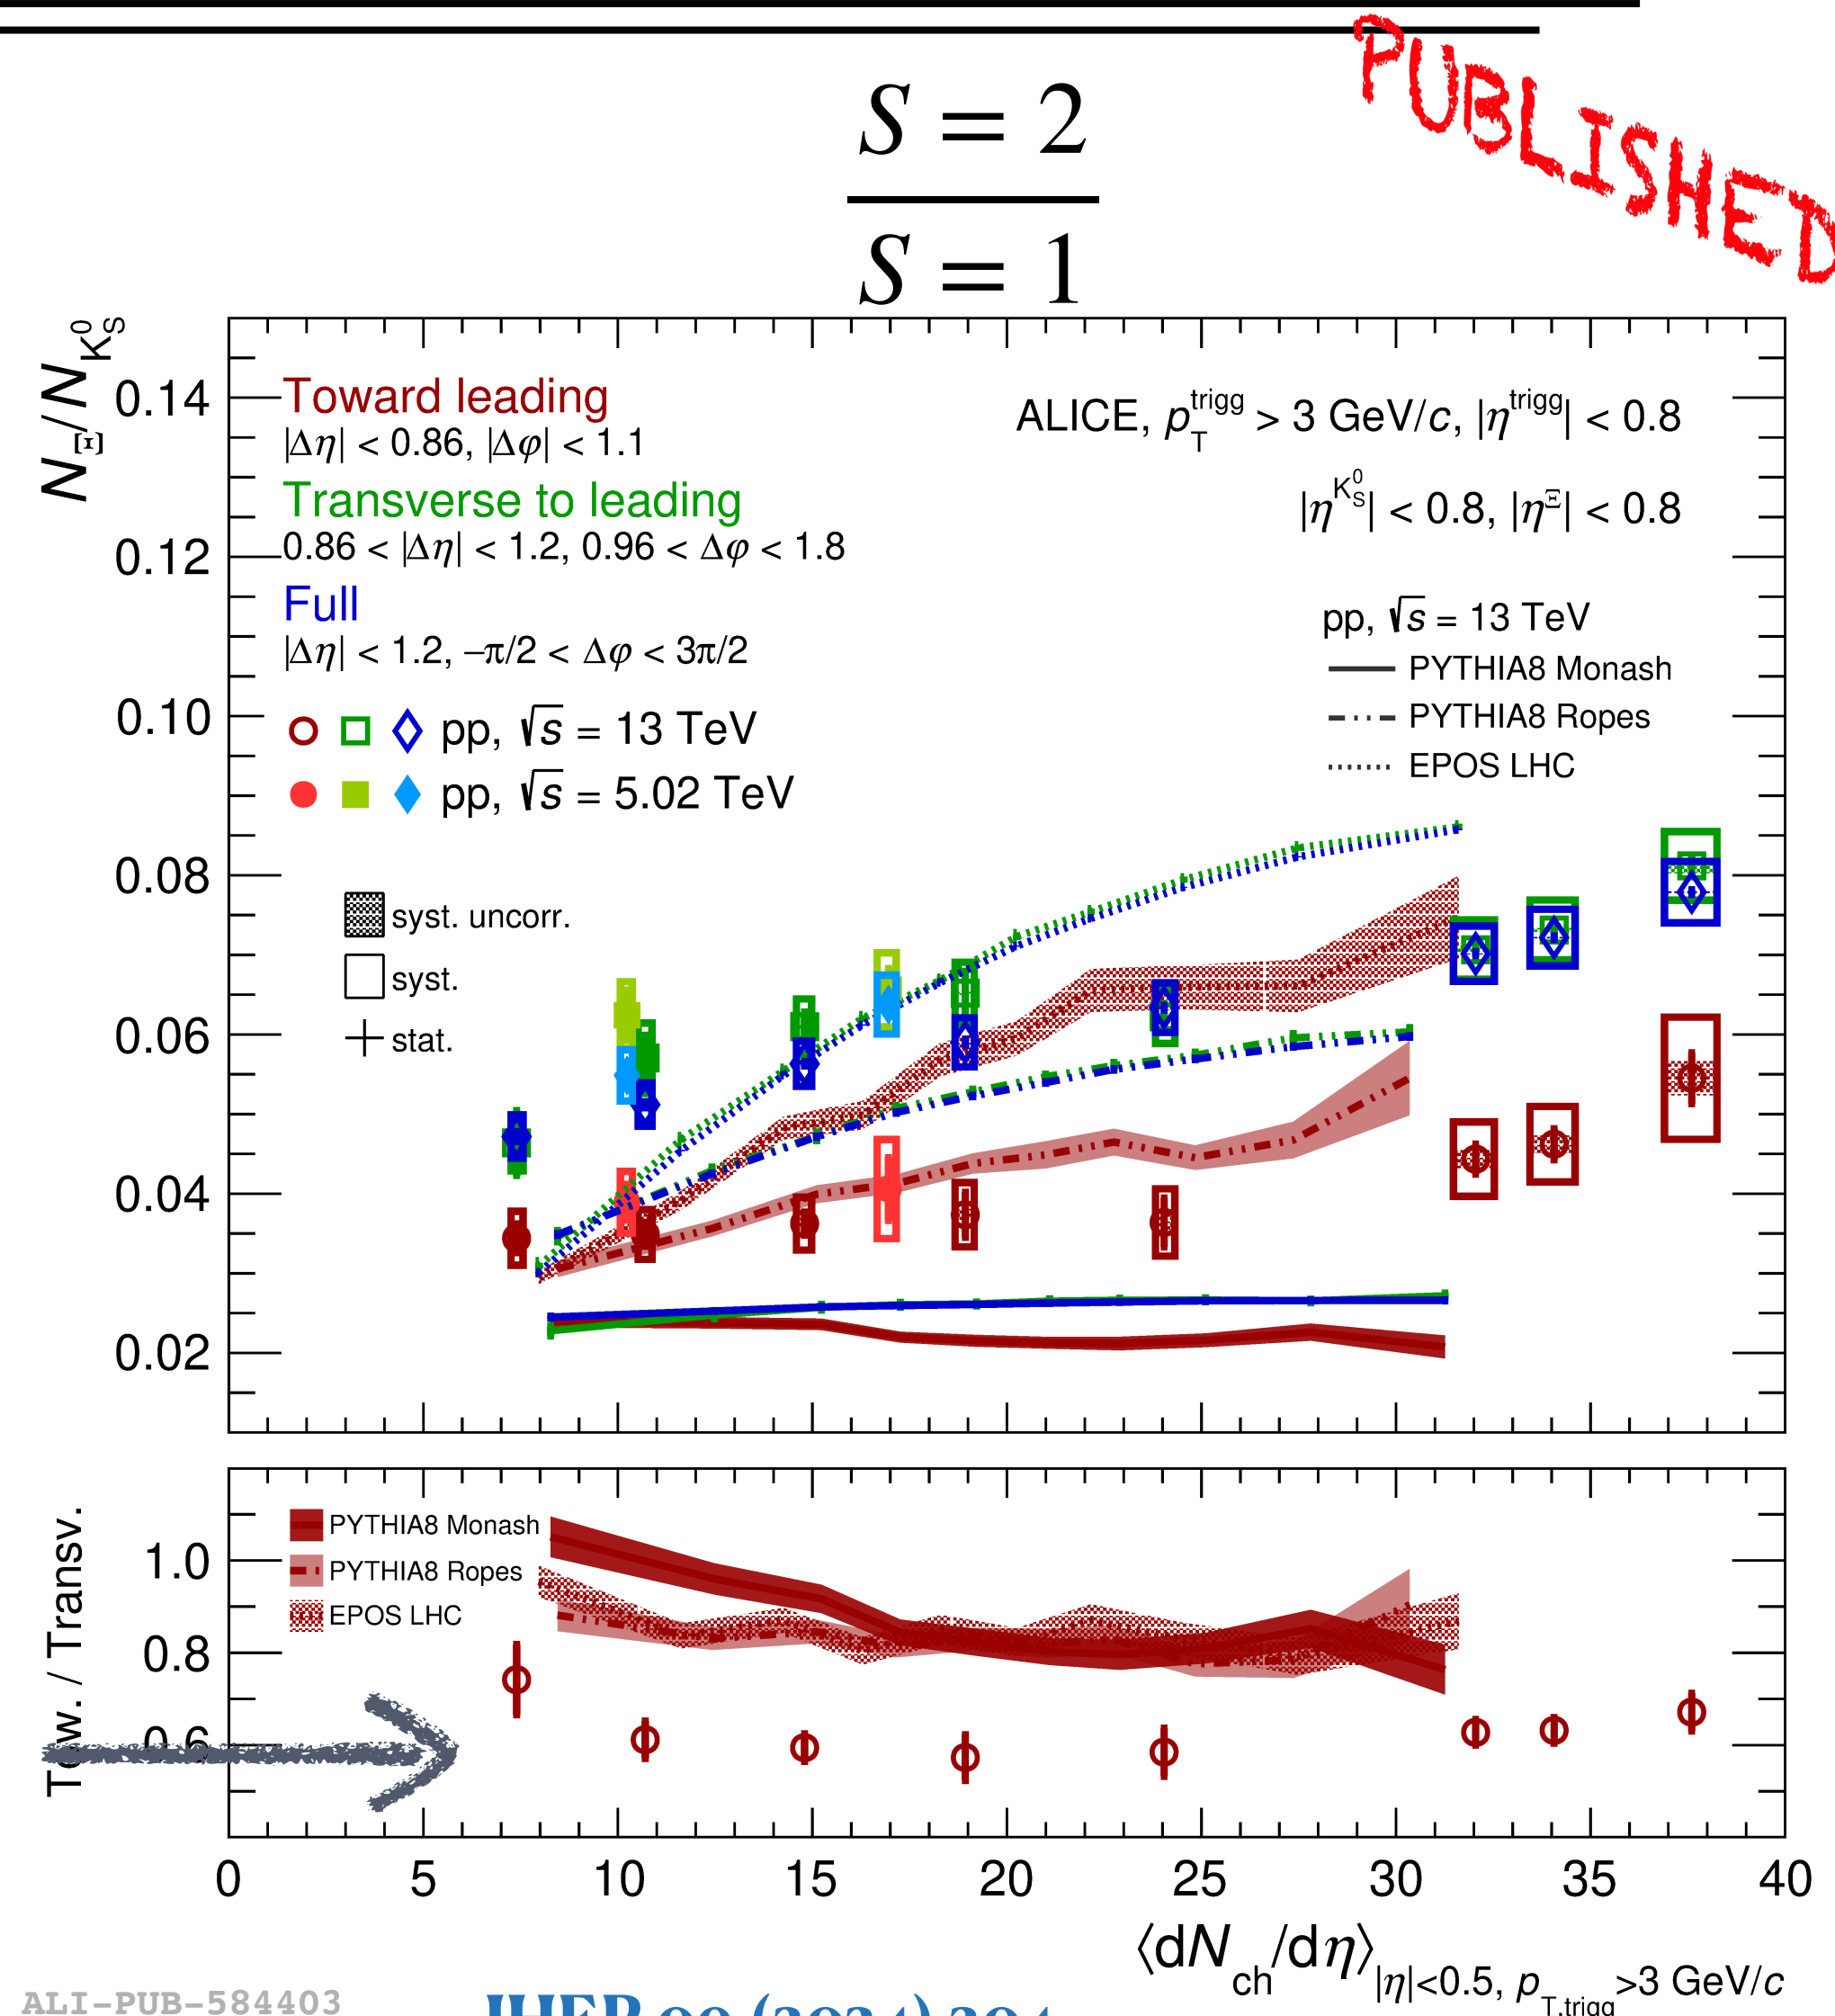 PUBLISHED
S = 2
S = 1
N_Ξ/N_{K^0_S}
0.14
0.12
0.10
0.08
0.06
0.04
0.02
Toward leading
|Δη| < 0.86, |Δφ| < 1.1
Transverse to leading
0.86 < |Δη| < 1.2, 0.96 < Δφ < 1.8
Full
|Δη| < 1.2, −π/2 < Δφ < 3π/2
pp, √s = 13 TeV
pp, √s = 5.02 TeV
syst. uncorr.
syst.
stat.
ALICE, p_T^trigg > 3 GeV/c, |η^trigg| < 0.8
|η^{K^0_S}| < 0.8, |η^Ξ| < 0.8
pp, √s = 13 TeV
PYTHIA8 Monash
PYTHIA8 Ropes
EPOS LHC
Tow. / Transv.
1.0
0.8
0.6
PYTHIA8 Monash
PYTHIA8 Ropes
EPOS LHC
0 5 10 15 20 25 30 35 40
⟨dN_ch/dη⟩_{|η|<0.5, p_{T,trigg}>3 GeV/c}
ALI-PUB-584403